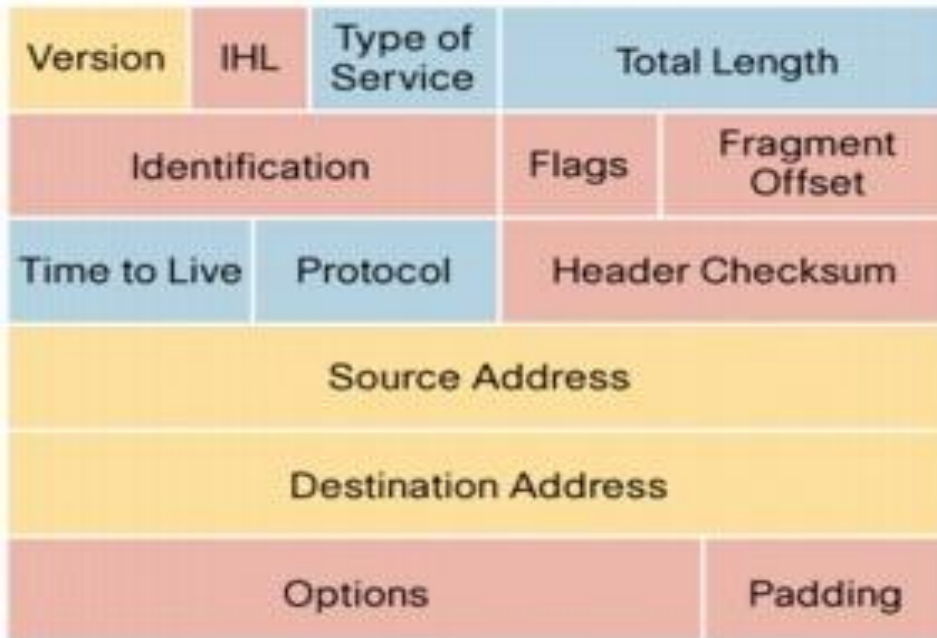 Version
IHL
Type of
Service
Total Length
Identification
Flags
Fragment
Offset
Time to Live
Protocol
Header Checksum
Source Address
Destination Address
Options
Padding